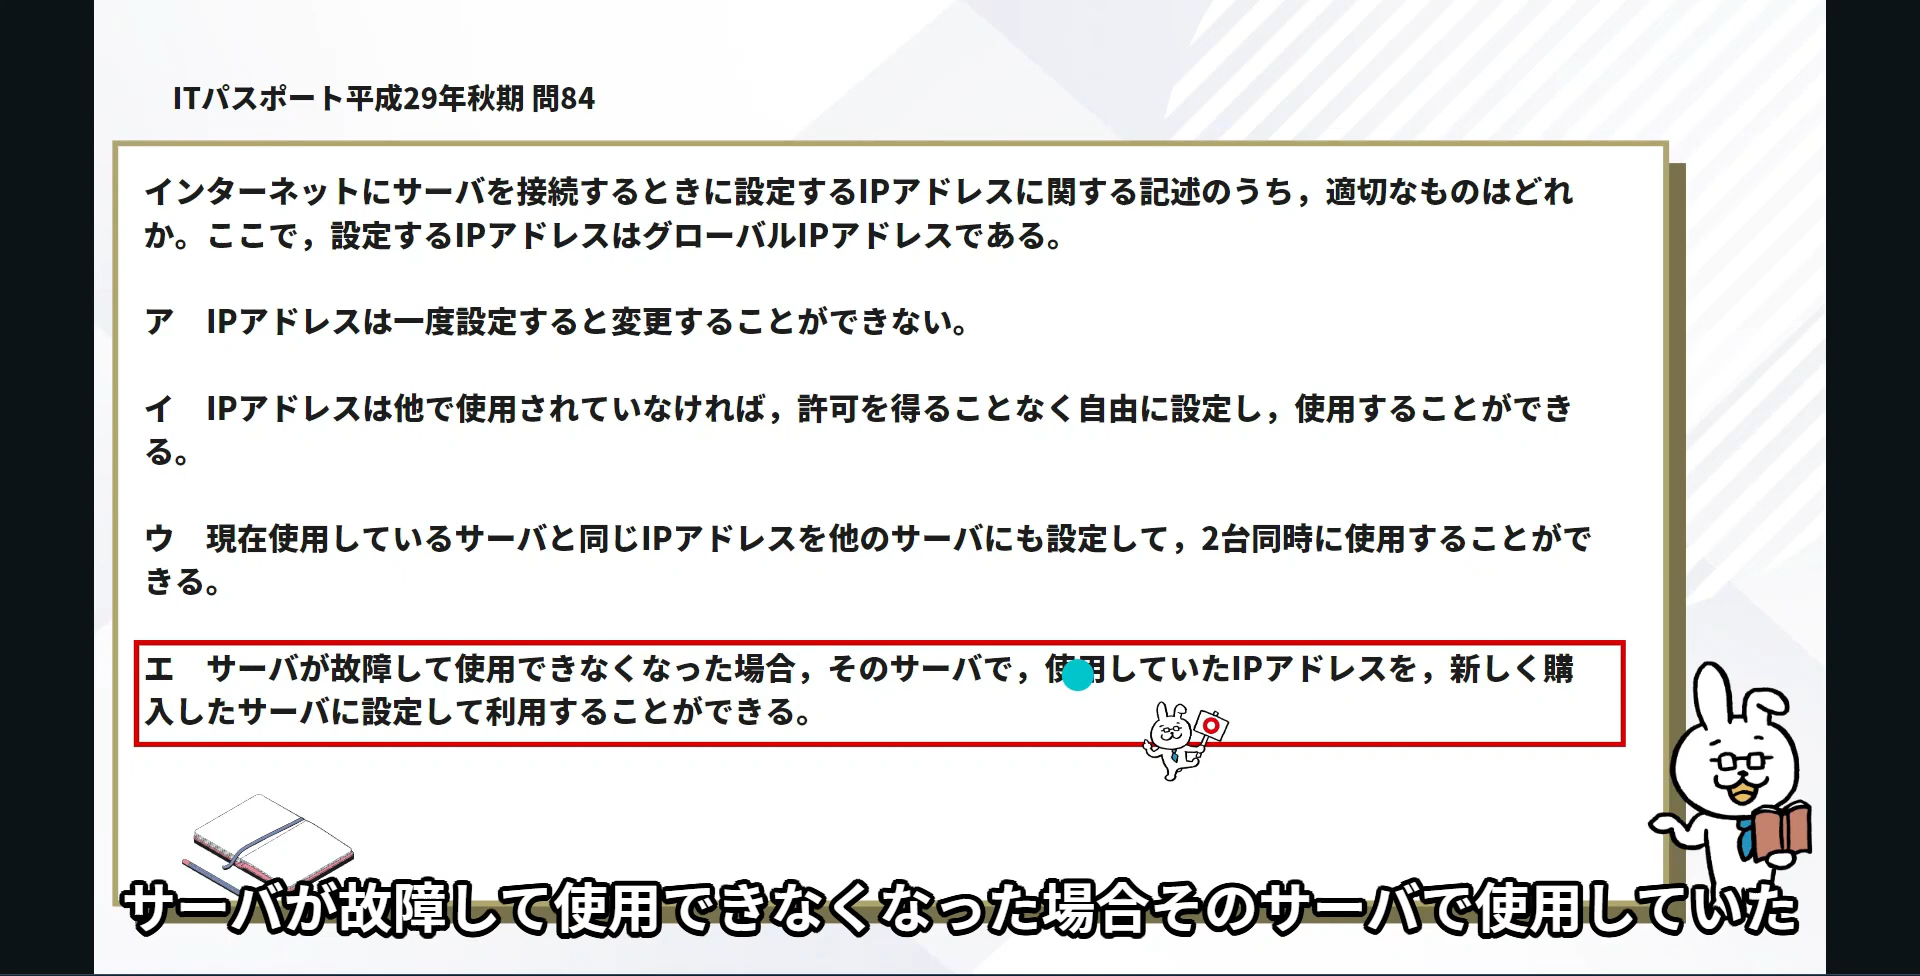 ITパスポート平成29年秋期 問84
インターネットにサーバを接続するときに設定するIPアドレスに関する記述のうち，適切なものはどれ
か。ここで，設定するIPアドレスはグローバルIPアドレスである。
ア　IPアドレスは一度設定すると変更することができない。
イ　IPアドレスは他で使用されていなければ，許可を得ることなく自由に設定し，使用することができ
る。
ウ　現在使用しているサーバと同じIPアドレスを他のサーバにも設定して，2台同時に使用することがで
きる。
エ　サーバが故障して使用できなくなった場合，そのサーバで，使用していたIPアドレスを，新しく購
入したサーバに設定して利用することができる。
サーバが故障して使用できなくなった場合そのサーバで使用していた